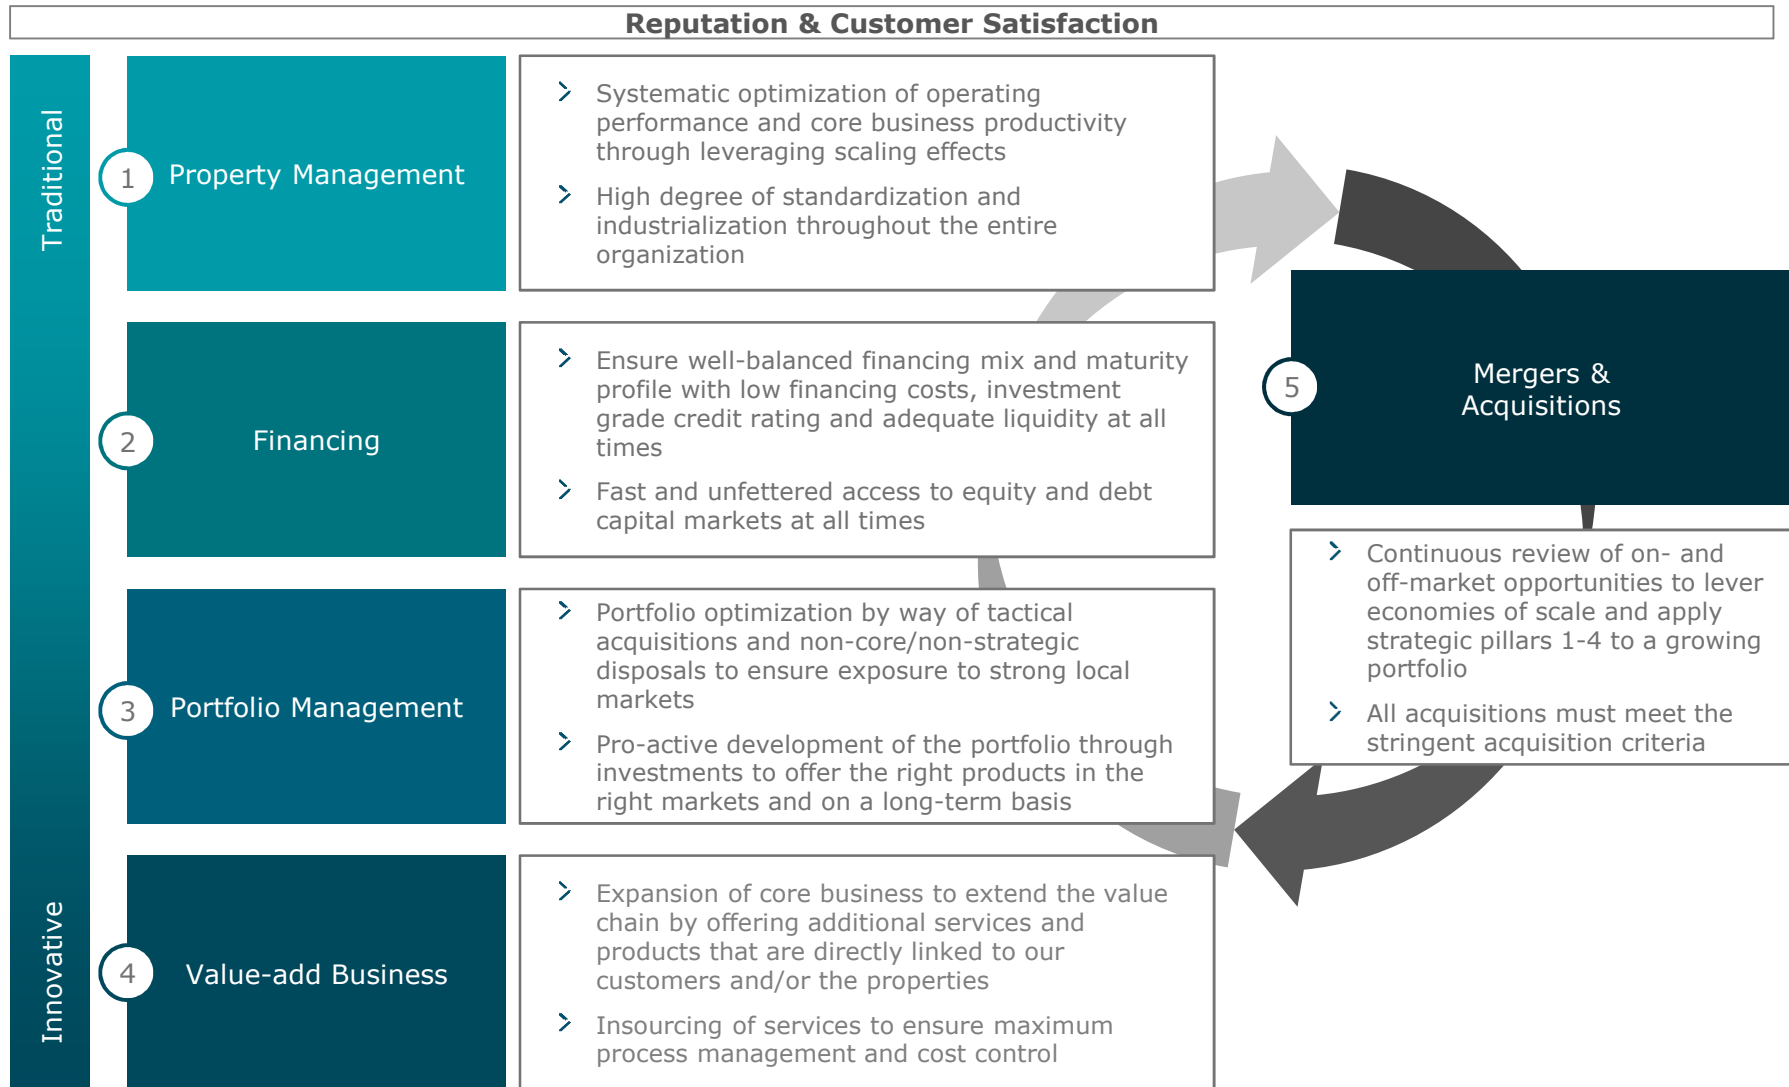 Reputation & Customer Satisfaction
Traditional
1
Property Management
Systematic optimization of operating
performance and core business productivity
through leveraging scaling effects
High degree of standardization and
industrialization throughout the entire
organization
2
Financing
Ensure well-balanced financing mix and maturity
profile with low financing costs, investment
grade credit rating and adequate liquidity at all
times
Fast and unfettered access to equity and debt
capital markets at all times
3
Portfolio Management
Portfolio optimization by way of tactical
acquisitions and non-core/non-strategic
disposals to ensure exposure to strong local
markets
Pro-active development of the portfolio through
investments to offer the right products in the
right markets and on a long-term basis
Innovative
4
Value-add Business
Expansion of core business to extend the value
chain by offering additional services and
products that are directly linked to our
customers and/or the properties
Insourcing of services to ensure maximum
process management and cost control
5
Mergers &
Acquisitions
Continuous review of on- and
off-market opportunities to lever
economies of scale and apply
strategic pillars 1-4 to a growing
portfolio
All acquisitions must meet the
stringent acquisition criteria